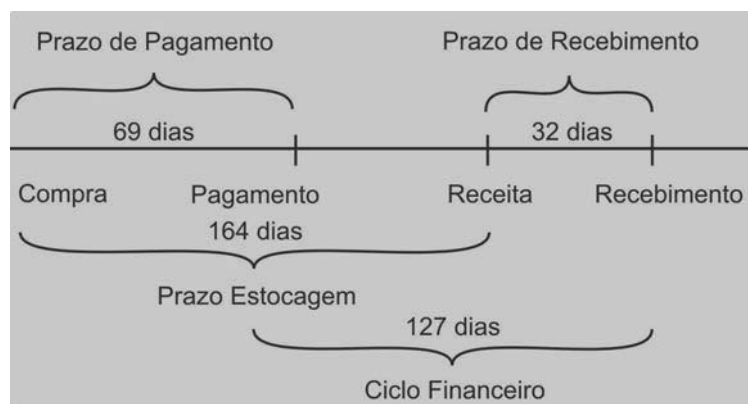 Prazo de Pagamento
Prazo de Recebimento
69 dias
32 dias
Compra
Pagamento
Receita
Recebimento
164 dias
Prazo Estocagem
127 dias
Ciclo Financeiro